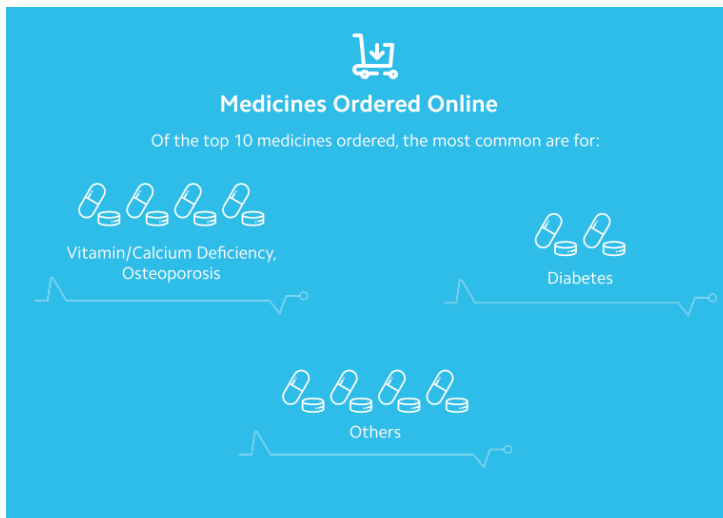 Medicines Ordered Online
Of the top 10 medicines ordered, the most common are for:
Vitamin/Calcium Deficiency,
Osteoporosis
Diabetes
Others